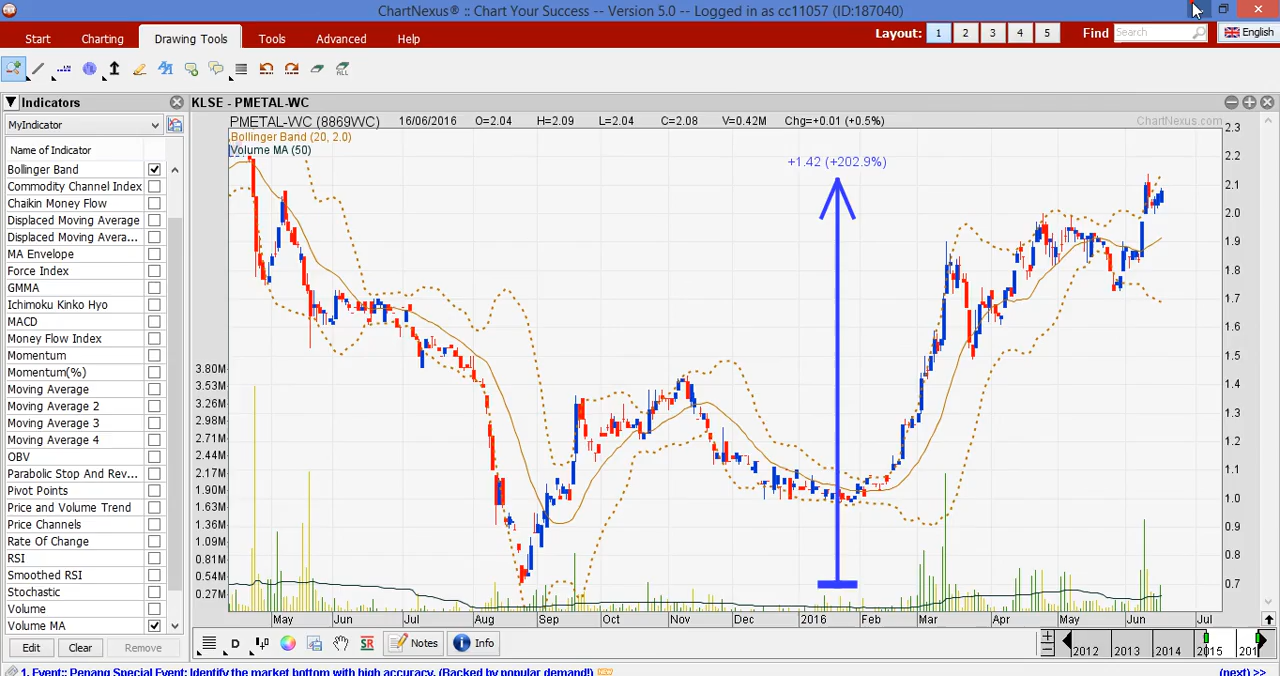 ChartNexus® :: Chart Your Success -- Version 5.0 -- Logged in as cc11057 (ID:187040)
Start Charting Drawing Tools Tools Advanced Help Layout: 1 2 3 4 5 Find Search English
ALL
Indicators
MyIndicator
Name of Indicator
Bollinger Band
Commodity Channel Index
Chaikin Money Flow
Displaced Moving Average
Displaced Moving Avera...
MA Envelope
Force Index
GMMA
Ichimoku Kinko Hyo
MACD
Money Flow Index
Momentum
Momentum(%)
Moving Average
Moving Average 2
Moving Average 3
Moving Average 4
OBV
Parabolic Stop And Rev...
Pivot Points
Price and Volume Trend
Price Channels
Rate Of Change
RSI
Smoothed RSI
Stochastic
Volume
Volume MA
Edit Clear Remove
KLSE - PMETAL-WC
PMETAL-WC (8869WC) 16/06/2016 O=2.04 H=2.09 L=2.04 C=2.08 V=0.42M Chg=+0.01 (+0.5%) ChartNexus.com
Bollinger Band (20, 2.0)
Volume MA (50)
+1.42 (+202.9%)
2.3
2.2
2.1
2.0
1.9
1.8
1.7
1.6
1.5
1.4
1.3
1.2
1.1
1.0
0.9
0.8
0.7
3.80M
3.53M
3.26M
2.98M
2.71M
2.44M
2.17M
1.90M
1.63M
1.36M
1.09M
0.81M
0.54M
0.27M
May Jun Jul Aug Sep Oct Nov Dec 2016 Feb Mar Apr May Jun Jul
D SR Notes Info 2012 2013 2014 2015 201
1. Event:: Penang Special Event: Identify the market bottom with high accuracy. (Backed by popular demand!) (next) >>